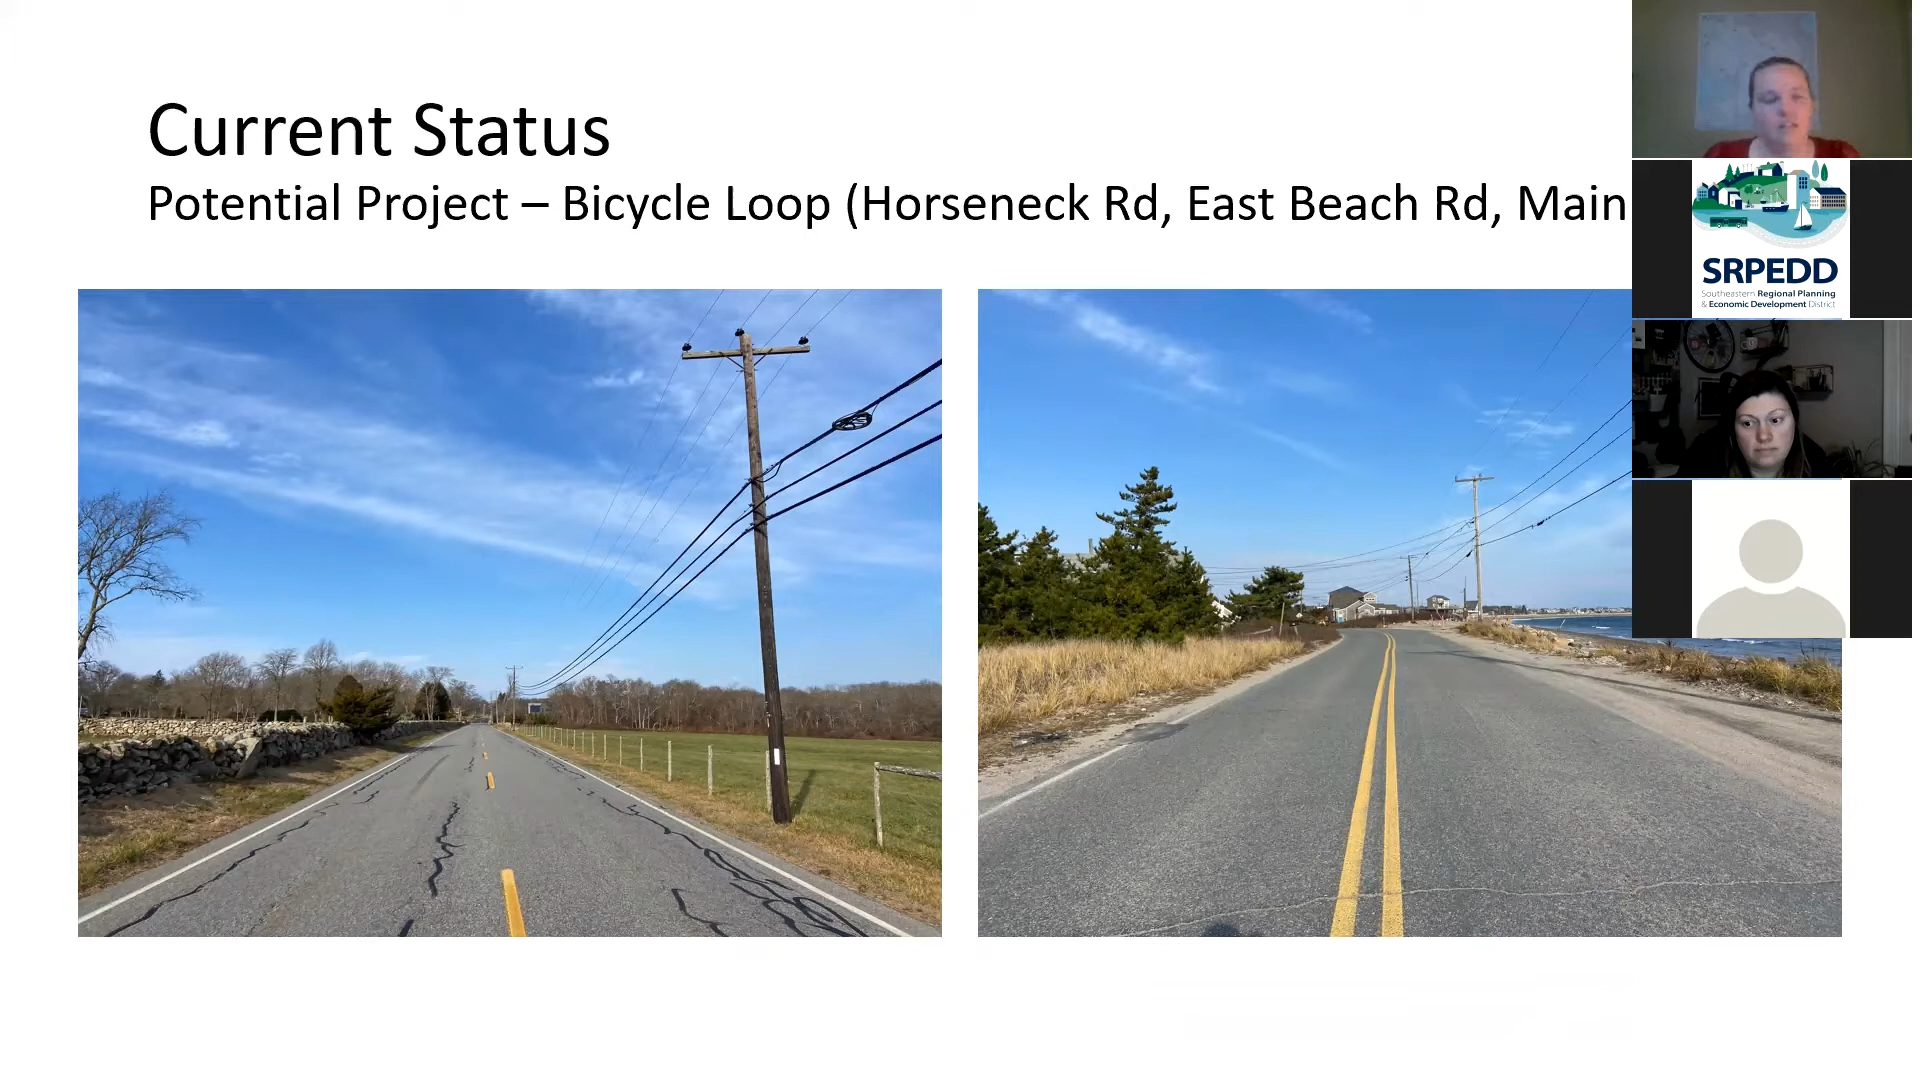 Current Status
Potential Project – Bicycle Loop (Horseneck Rd, East Beach Rd, Main
SRPEDD
Southeastern Regional Planning
& Economic Development District